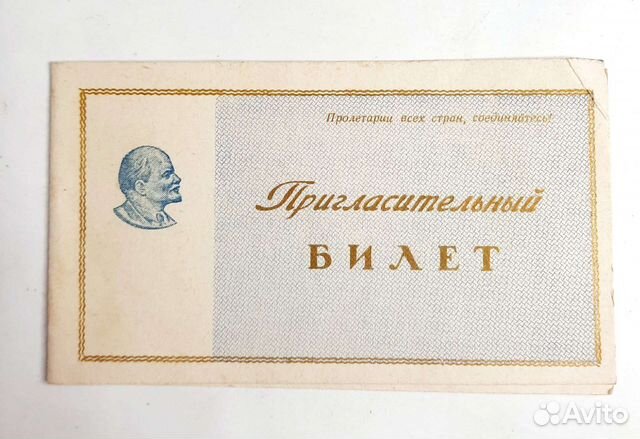 Пролетарии всех стран, соединяйтесь!
Пригласительный
БИЛЕТ
Avito